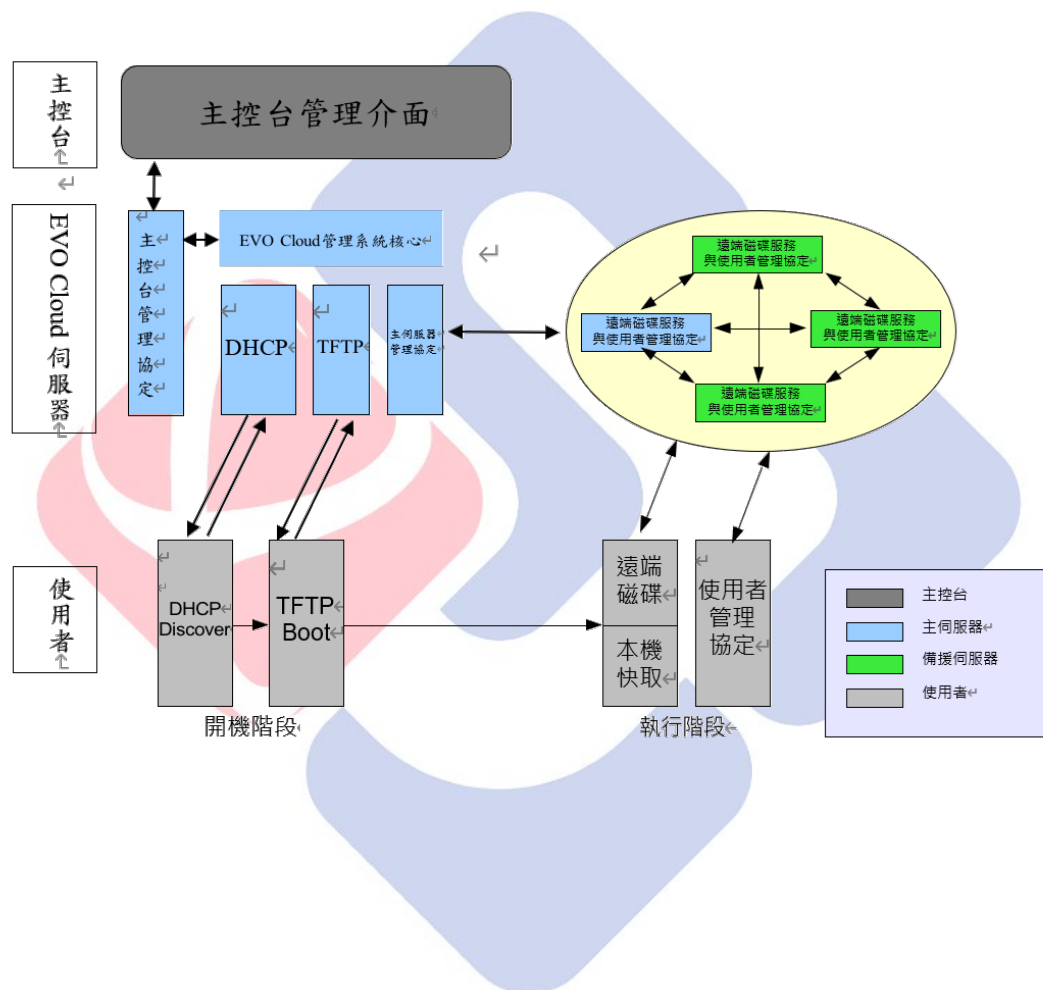 主控台
主控台管理介面
EVO Cloud 伺服器
主控台管理協定
EVO Cloud管理系統核心
DHCP
TFTP
主伺服器
管理協定
遠端磁碟服務
與使用者管理協定
遠端磁碟服務
與使用者管理協定
遠端磁碟服務
與使用者管理協定
遠端磁碟服務
與使用者管理協定
使用者
DHCP
Discover
TFTP
Boot
遠端
磁碟
本機
快取
使用者
管理
協定
開機階段
執行階段
主控台
主伺服器
備援伺服器
使用者